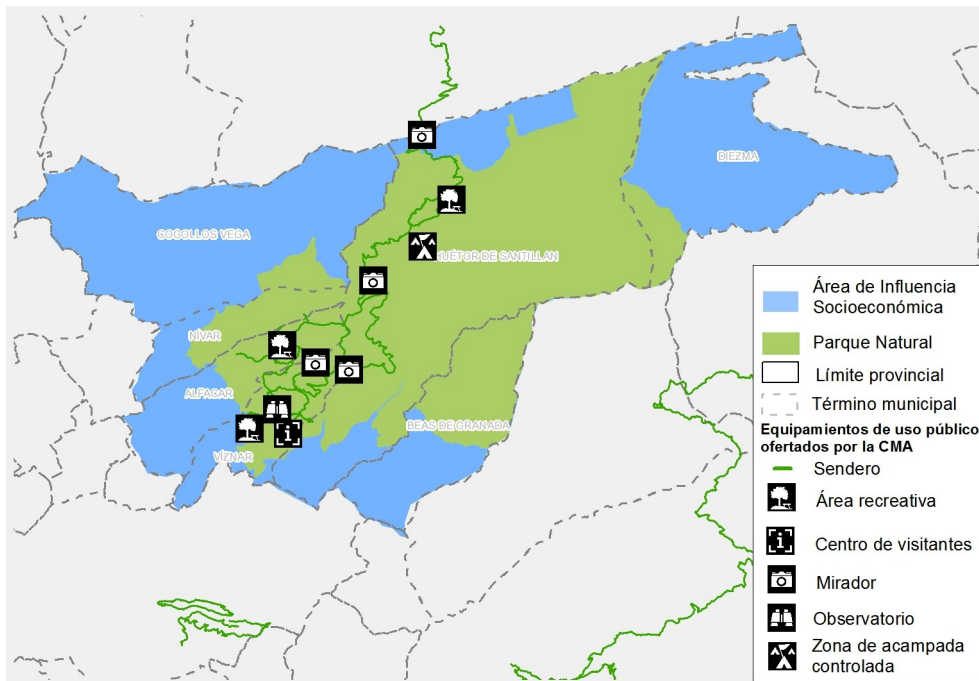 DIEZMA
COGOLLOS VEGA
HUÉTOR DE SANTILLAN
NÍVAR
ALFACAR
BEAS DE GRANADA
VÍZNAR
Área de Influencia
Socioeconómica
Parque Natural
Límite provincial
Término municipal
Equipamientos de uso público
ofertados por la CMA
Sendero
Área recreativa
Centro de visitantes
Mirador
Observatorio
Zona de acampada
controlada